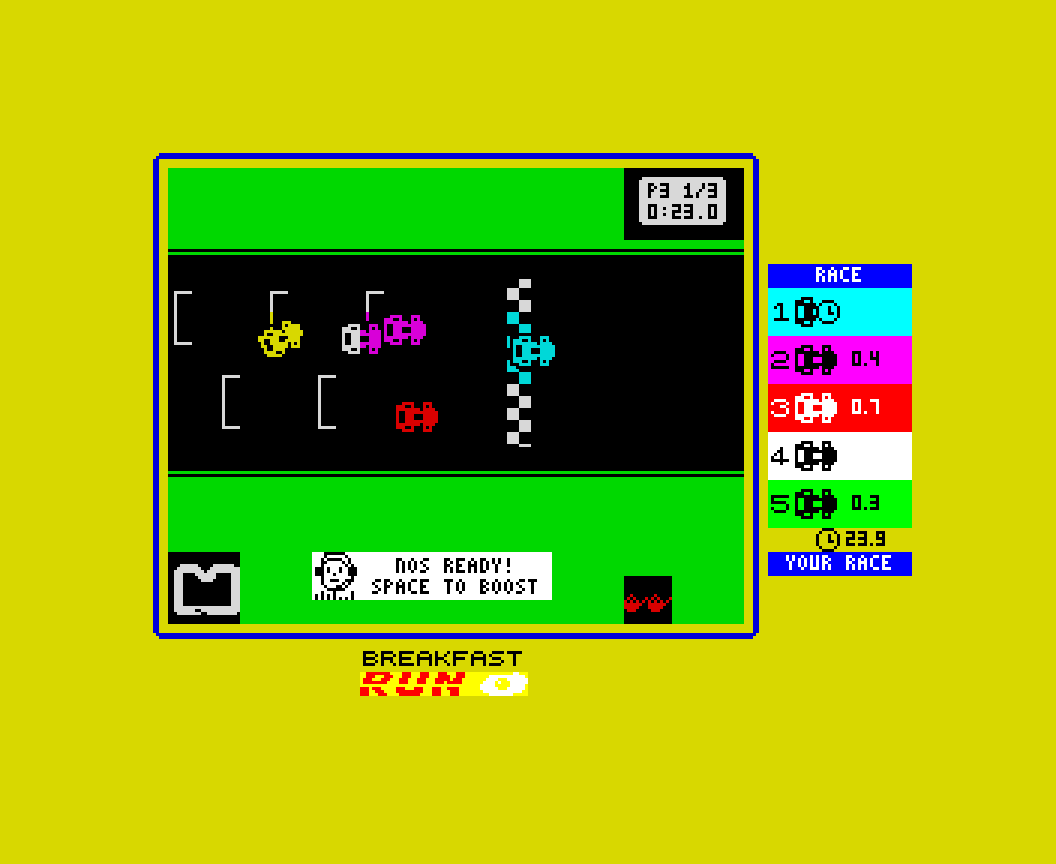 P3 1/3
0:23.0
RACE
1
2 0.4
3 0.7
4
5 0.3
23.9
YOUR RACE
NOS READY!
SPACE TO BOOST
BREAKFAST
RUN